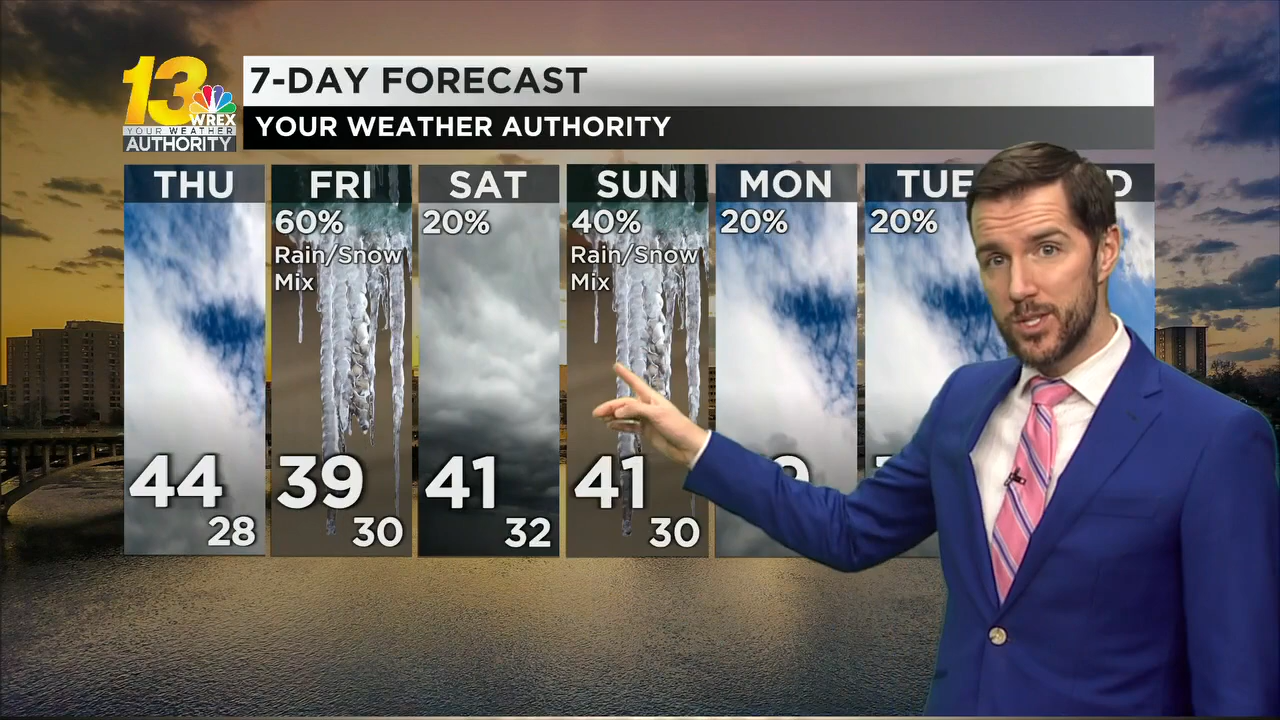 13
WREX
YOUR WEATHER
AUTHORITY
7-DAY FORECAST
YOUR WEATHER AUTHORITY
THU
44
28
FRI
60%
Rain/Snow
Mix
39
30
SAT
20%
41
32
SUN
40%
Rain/Snow
Mix
41
30
MON
20%
TUE
20%
D